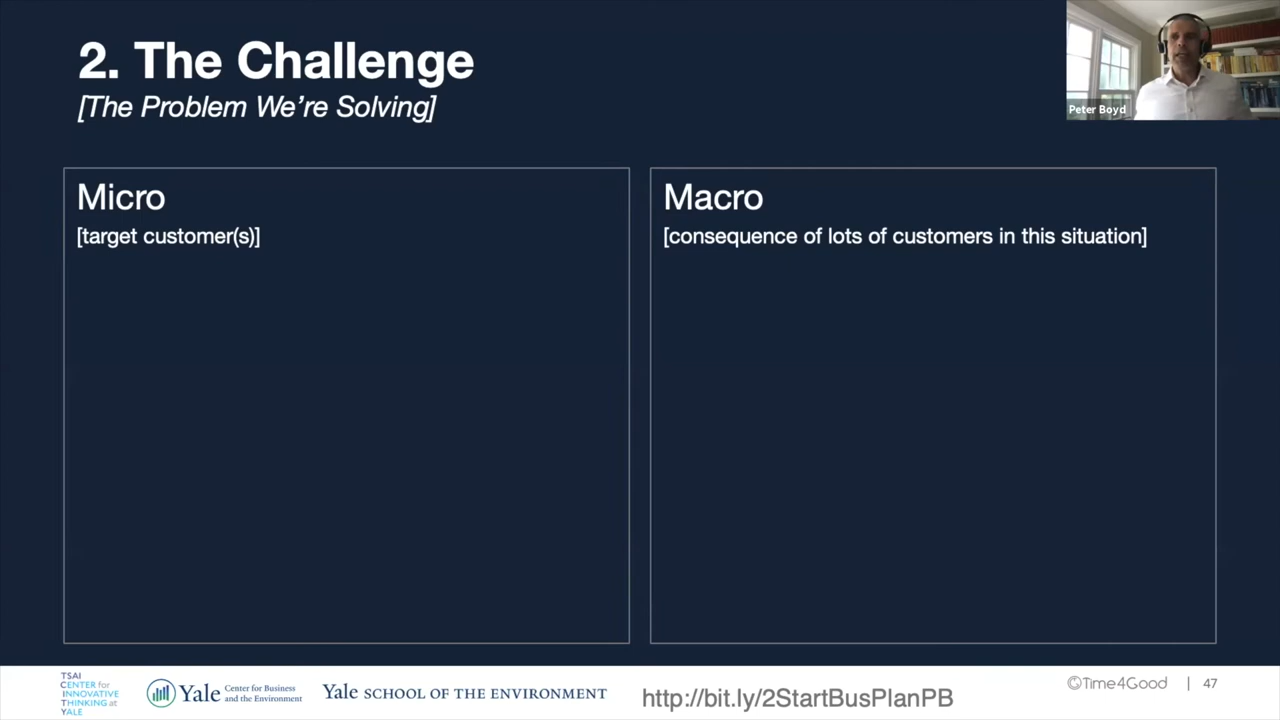 2. The Challenge
[The Problem We're Solving]
Peter Boyd
Micro
[target customer(s)]
Macro
[consequence of lots of customers in this situation]
TSAI
CENTER for
INNOVATIVE
THINKING at
YALE
Yale Center for Business
and the Environment
Yale SCHOOL OF THE ENVIRONMENT
http://bit.ly/2StartBusPlanPB
©Time4Good | 47